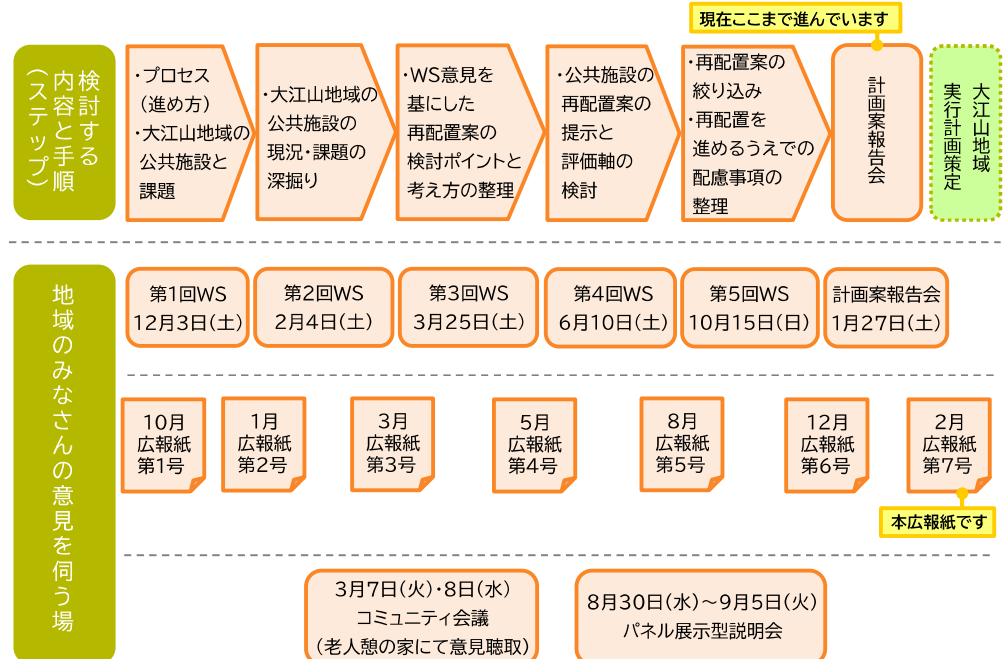 現在ここまで進んでいます
検討する
内容と手順
(ステップ)
・プロセス
(進め方)
・大江山地域の
公共施設と
課題
・大江山地域の
公共施設の
現況・課題の
深掘り
・WS意見を
基にした
再配置案の
検討ポイントと
考え方の整理
・公共施設の
再配置案の
提示と
評価軸の
検討
・再配置案の
絞り込み
・再配置を
進めるうえでの
配慮事項の
整理
計画案報告会
大江山地域
実行計画策定
地域のみなさんの意見を伺う場
第1回WS
12月3日(土)
第2回WS
2月4日(土)
第3回WS
3月25日(土)
第4回WS
6月10日(土)
第5回WS
10月15日(日)
計画案報告会
1月27日(土)
10月
広報紙
第1号
1月
広報紙
第2号
3月
広報紙
第3号
5月
広報紙
第4号
8月
広報紙
第5号
12月
広報紙
第6号
2月
広報紙
第7号
本広報紙です
3月7日(火)・8日(水)
コミュニティ会議
(老人憩の家にて意見聴取)
8月30日(水)～9月5日(火)
パネル展示型説明会